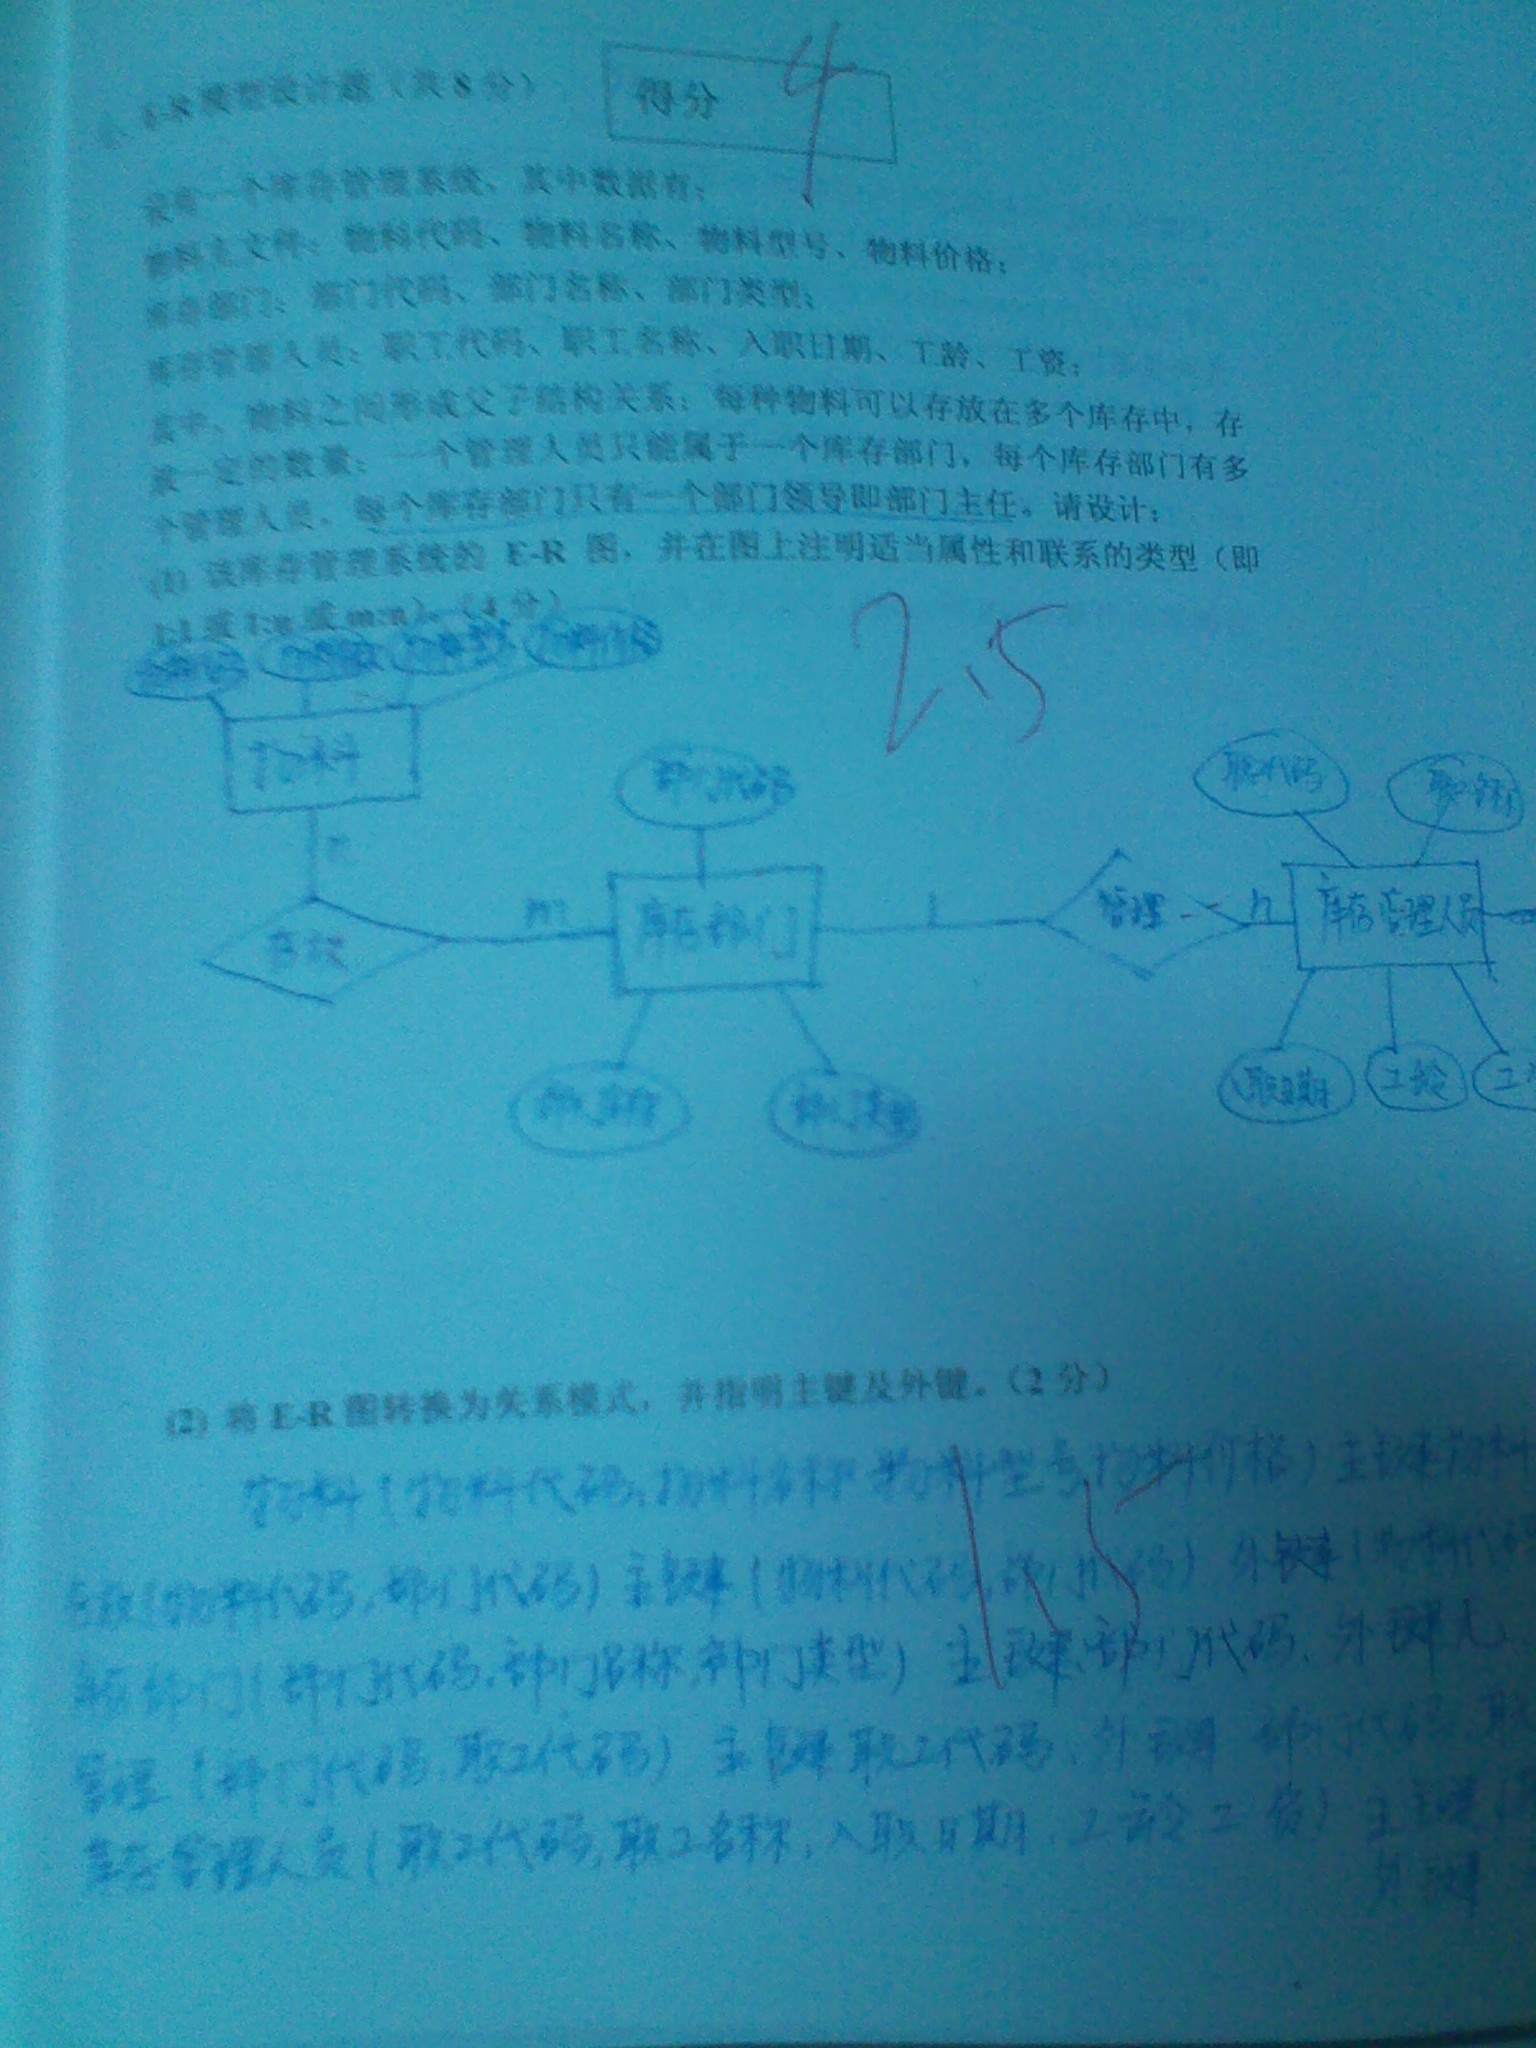 E-R模型设计题（共8分）
得分 4
设有一个库存管理系统，其中数据有：
物料主文件：物料代码、物料名称、物料型号、物料价格；
库存部门：部门代码、部门名称、部门类型；
库存管理人员：职工代码、职工名称、入职日期、工龄、工资；
其中，物料之间形成父子结构关系；每种物料可以存放在多个库存中，存
放一定的数量；一个管理人员只能属于一个库存部门，每个库存部门有多
个管理人员，每个库存部门只有一个部门领导即部门主任。请设计：
(1) 该库存管理系统的 E-R 图，并在图上注明适当属性和联系的类型（即
1:1 或 1:n 或 m:n）。（4 分）
2.5
物料
部门代码
职工代码
职工名称
n
存放
m
库存部门
1
管理
n
库存管理人员
部门名称
部门类型
入职日期
工龄
工
(2) 将 E-R 图转换为关系模式，并指明主键及外键。（2 分）
物料（物料代码，物料名称 物料型号，物料价格）主键物料
1.5
存放（物料代码，部门代码）主键（物料代码，部门代码）外键（物料代码
库存部门（部门代码，部门名称，部门类型）主键，部门代码，外键无
管理（部门代码，职工代码）主键职工代码，外键 部门代码，职
库存管理人员（职工代码，职工名称，入职日期，工龄 工资）主键
外键